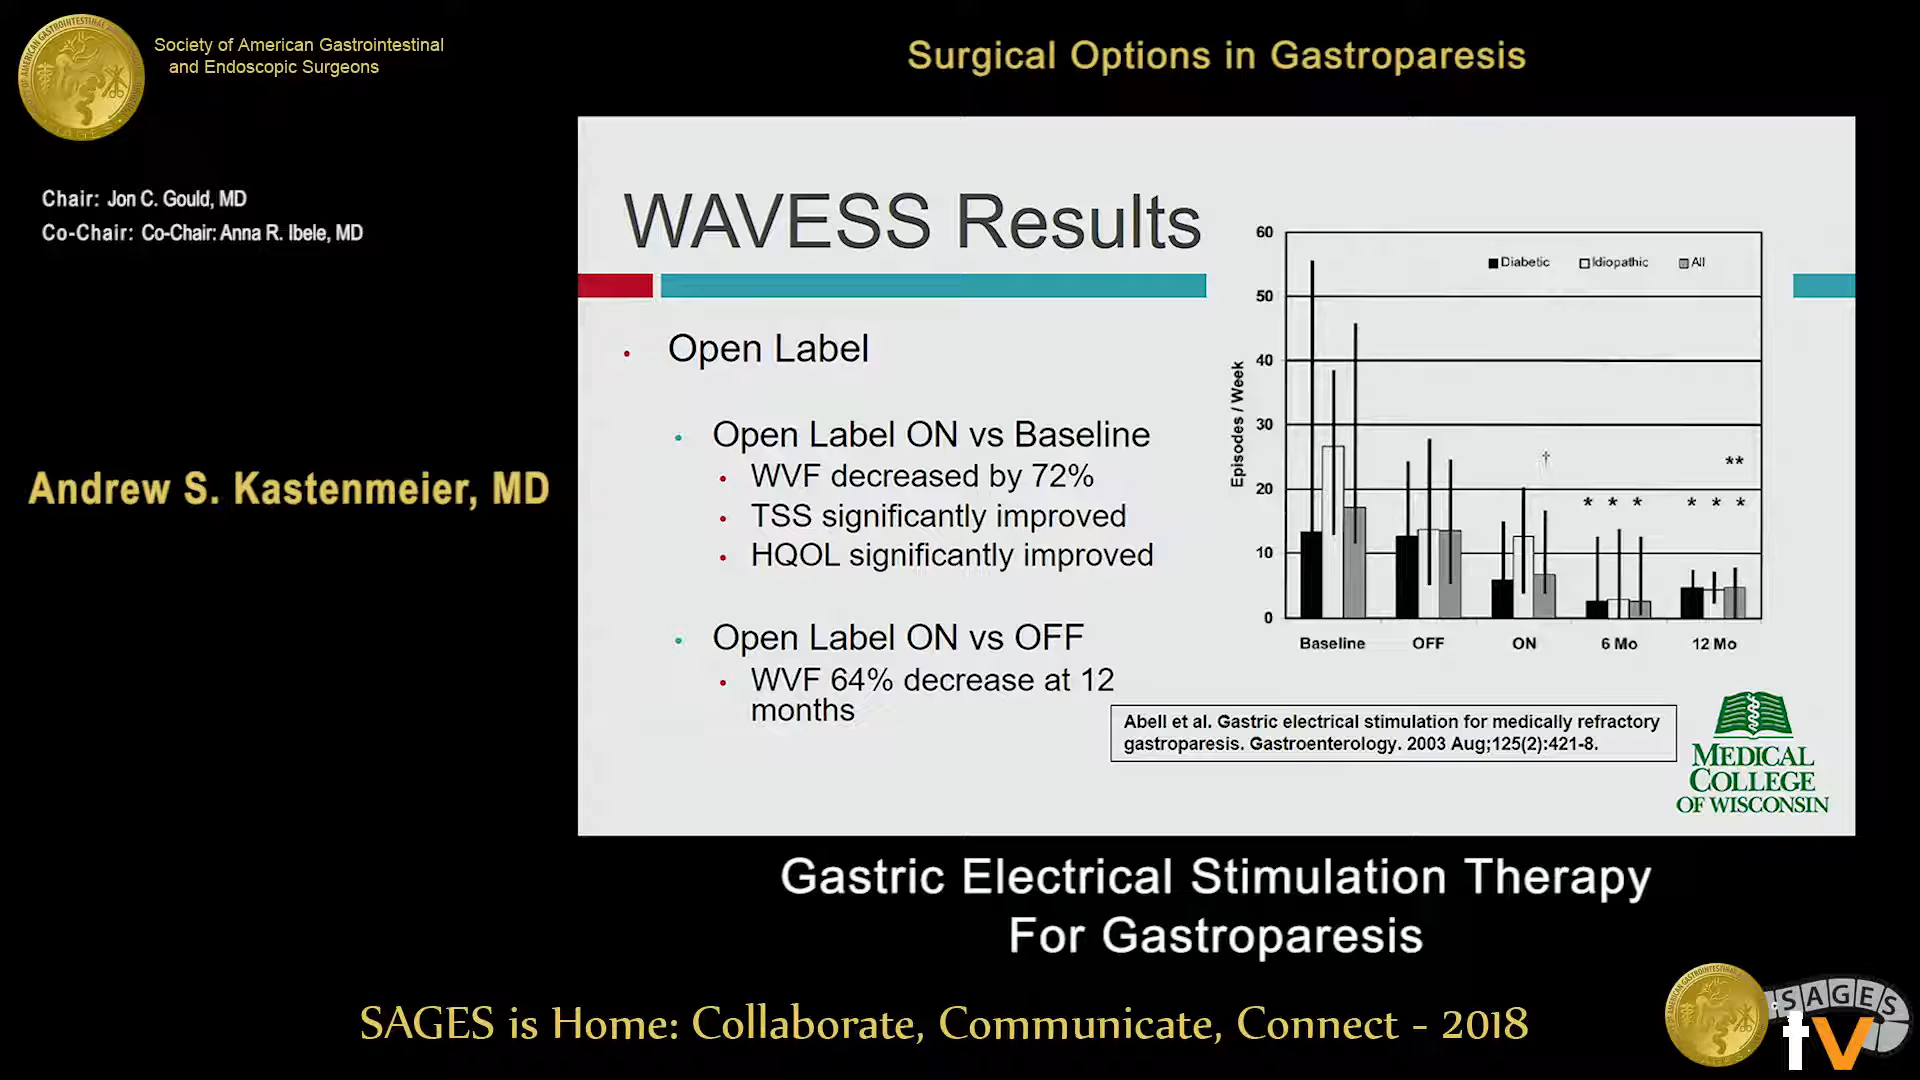 Society of American Gastrointestinal
and Endoscopic Surgeons
Surgical Options in Gastroparesis
Chair: Jon C. Gould, MD
Co-Chair: Co-Chair: Anna R. Ibele, MD
Andrew S. Kastenmeier, MD
WAVESS Results
• Open Label
• Open Label ON vs Baseline
• WVF decreased by 72%
• TSS significantly improved
• HQOL significantly improved
• Open Label ON vs OFF
• WVF 64% decrease at 12
months
Diabetic Idiopathic All
Episodes / Week
60
50
40
30
20
10
0
†
**
* * * * * *
Baseline OFF ON 6 Mo 12 Mo
Abell et al. Gastric electrical stimulation for medically refractory
gastroparesis. Gastroenterology. 2003 Aug;125(2):421-8.
MEDICAL
COLLEGE
OF WISCONSIN
Gastric Electrical Stimulation Therapy
For Gastroparesis
SAGES is Home: Collaborate, Communicate, Connect - 2018
SAGES
tv